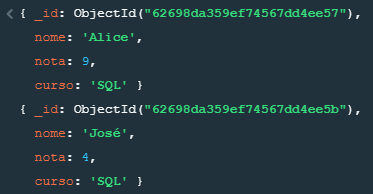 { _id: ObjectId("62698da359ef74567dd4ee57"),
nome: 'Alice',
nota: 9,
curso: 'SQL' }
{ _id: ObjectId("62698da359ef74567dd4ee5b"),
nome: 'José',
nota: 4,
curso: 'SQL' }